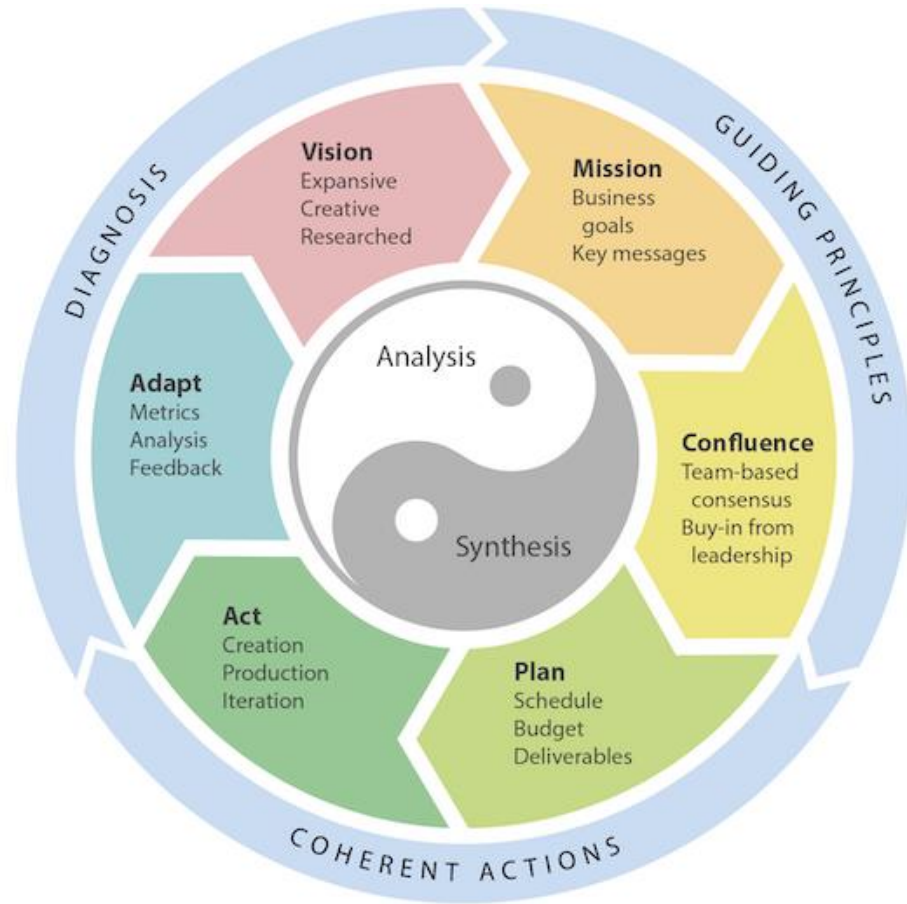 DIAGNOSIS
GUIDING PRINCIPLES
COHERENT ACTIONS
Vision
Expansive
Creative
Researched
Mission
Business
goals
Key messages
Confluence
Team-based
consensus
Buy-in from
leadership
Plan
Schedule
Budget
Deliverables
Act
Creation
Production
Iteration
Adapt
Metrics
Analysis
Feedback
Analysis
Synthesis